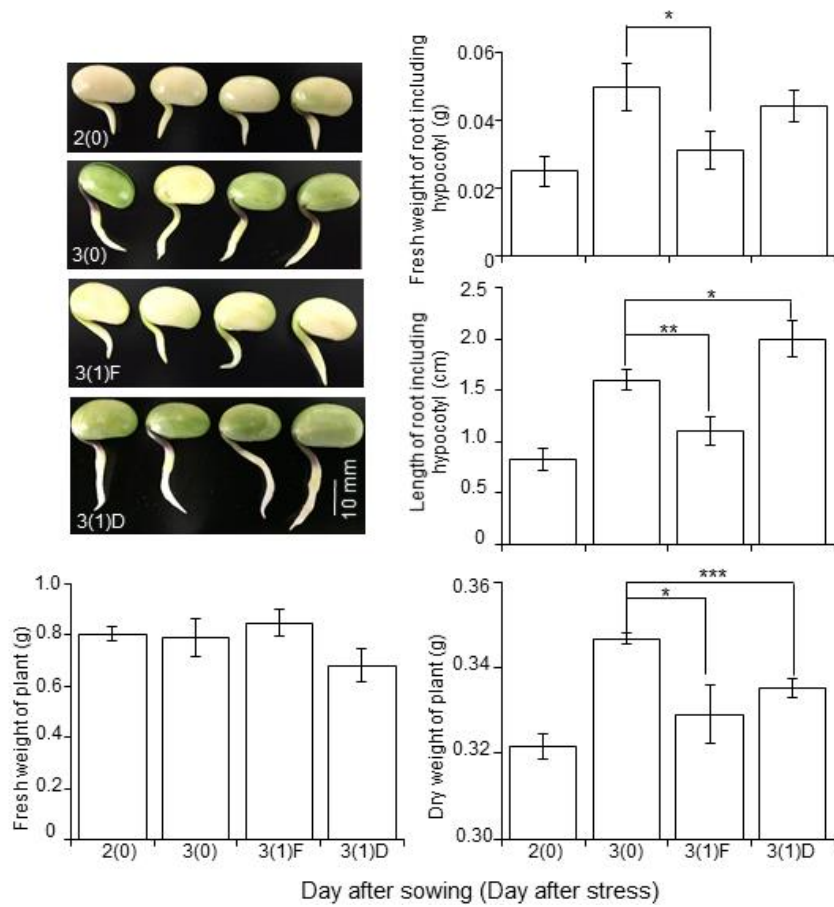 2(0)
3(0)
3(1)F
3(1)D
10 mm
Fresh weight of root including
hypocotyl (g)
0.06
0.04
0.02
0
*
Length of root including
hypocotyl (cm)
2.5
2.0
1.5
1.0
0.5
0
*
**
Fresh weight of plant (g)
1.0
0.8
0.6
0.4
0.2
0
2(0) 3(0) 3(1)F 3(1)D
Dry weight of plant (g)
0.36
0.34
0.32
0.30
***
*
2(0) 3(0) 3(1)F 3(1)D
Day after sowing (Day after stress)